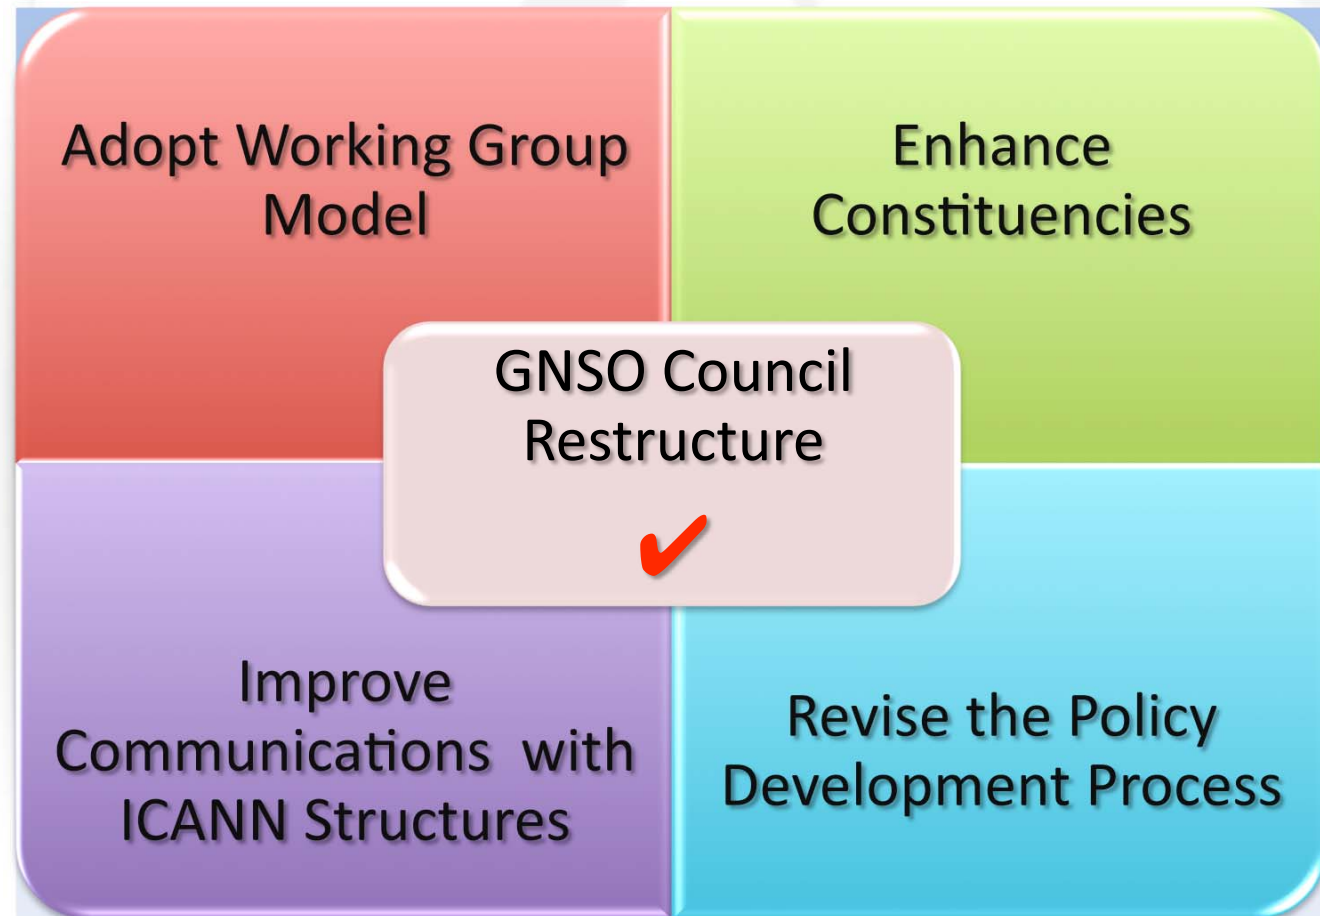 Adopt Working Group
Model
Enhance
Constituencies
GNSO Council
Restructure
✔
Improve
Communications  with
ICANN Structures
Revise the Policy
Development Process